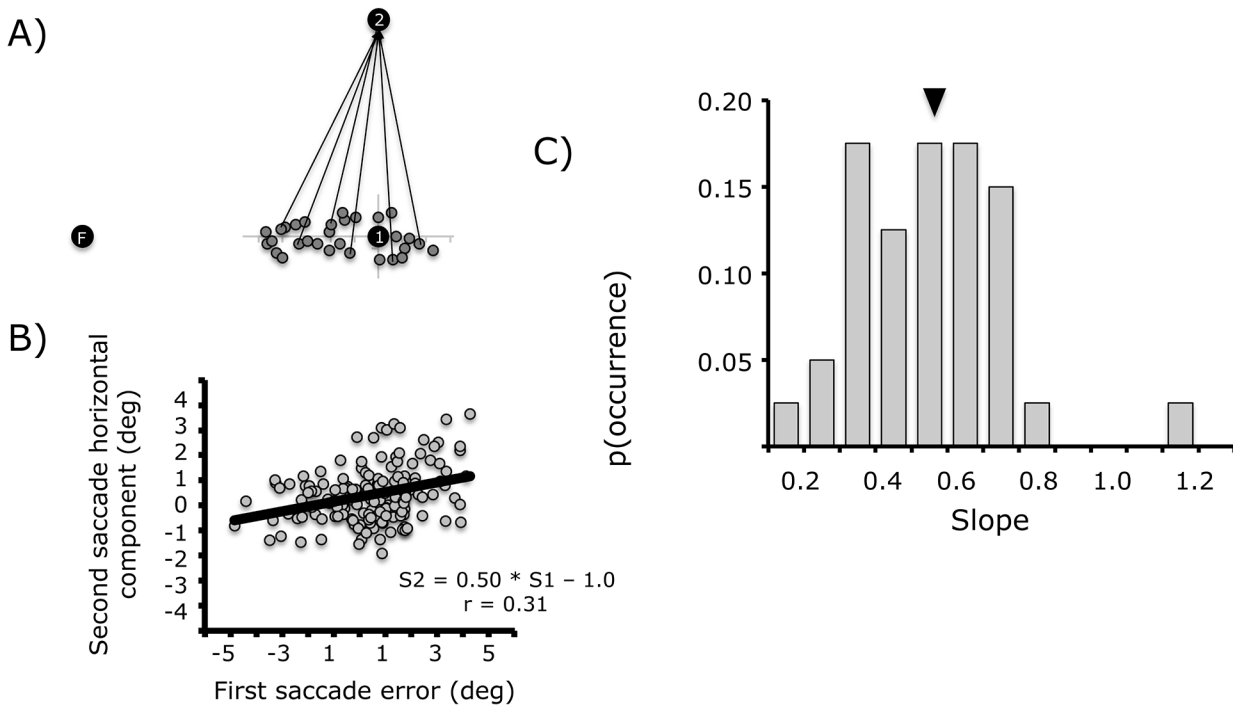 A)
2
F
1
B)
Second saccade horizontal
component (deg)
4
3
2
1
0
-1
-2
-3
-4
S2 = 0.50 * S1 – 1.0
r = 0.31
-5 -3 1 1 3 5
First saccade error (deg)
C)
p(occurrence)
0.20
0.15
0.10
0.05
0.2 0.4 0.6 0.8 1.0 1.2
Slope